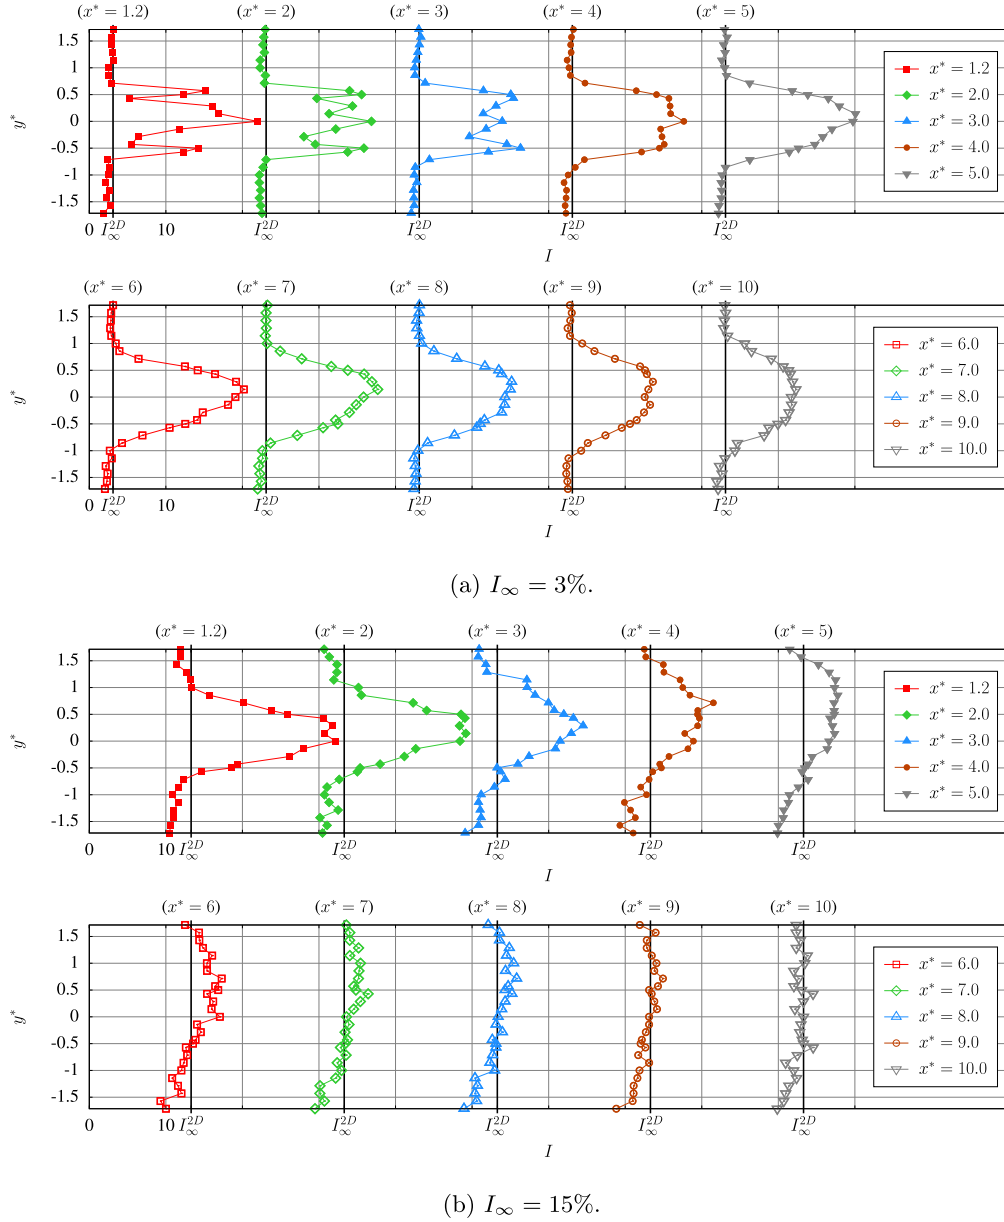 (x* = 1.2) (x* = 2) (x* = 3) (x* = 4) (x* = 5)
1.5
1
0.5
0
-0.5
-1
-1.5
y*
x* = 1.2
x* = 2.0
x* = 3.0
x* = 4.0
x* = 5.0
0 I∞^2D 10 I∞^2D I∞^2D I∞^2D I∞^2D
I
(x* = 6) (x* = 7) (x* = 8) (x* = 9) (x* = 10)
1.5
1
0.5
0
-0.5
-1
-1.5
y*
x* = 6.0
x* = 7.0
x* = 8.0
x* = 9.0
x* = 10.0
0 I∞^2D 10 I∞^2D I∞^2D I∞^2D I∞^2D
I
(a) I∞ = 3%.
(x* = 1.2) (x* = 2) (x* = 3) (x* = 4) (x* = 5)
1.5
1
0.5
0
-0.5
-1
-1.5
y*
x* = 1.2
x* = 2.0
x* = 3.0
x* = 4.0
x* = 5.0
0 10 I∞^2D I∞^2D I∞^2D I∞^2D I∞^2D
I
(x* = 6) (x* = 7) (x* = 8) (x* = 9) (x* = 10)
1.5
1
0.5
0
-0.5
-1
-1.5
y*
x* = 6.0
x* = 7.0
x* = 8.0
x* = 9.0
x* = 10.0
0 I∞^2D I∞^2D I∞^2D I∞^2D I∞^2D
I
(b) I∞ = 15%.